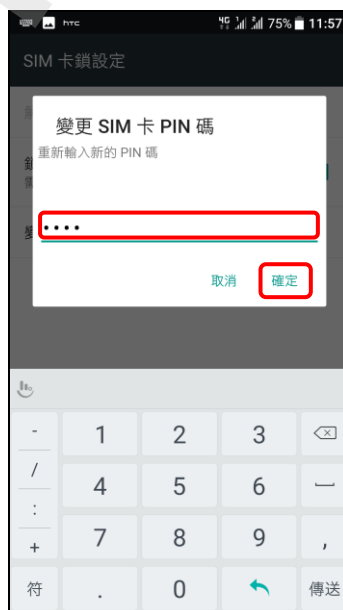 htc 4G 75% 11:57
SIM 卡鎖設定
變更 SIM 卡 PIN 碼
重新輸入新的 PIN 碼
••••
取消 確定
- 1 2 3
/ 4 5 6
: 7 8 9 ,
+
符 . 0 傳送